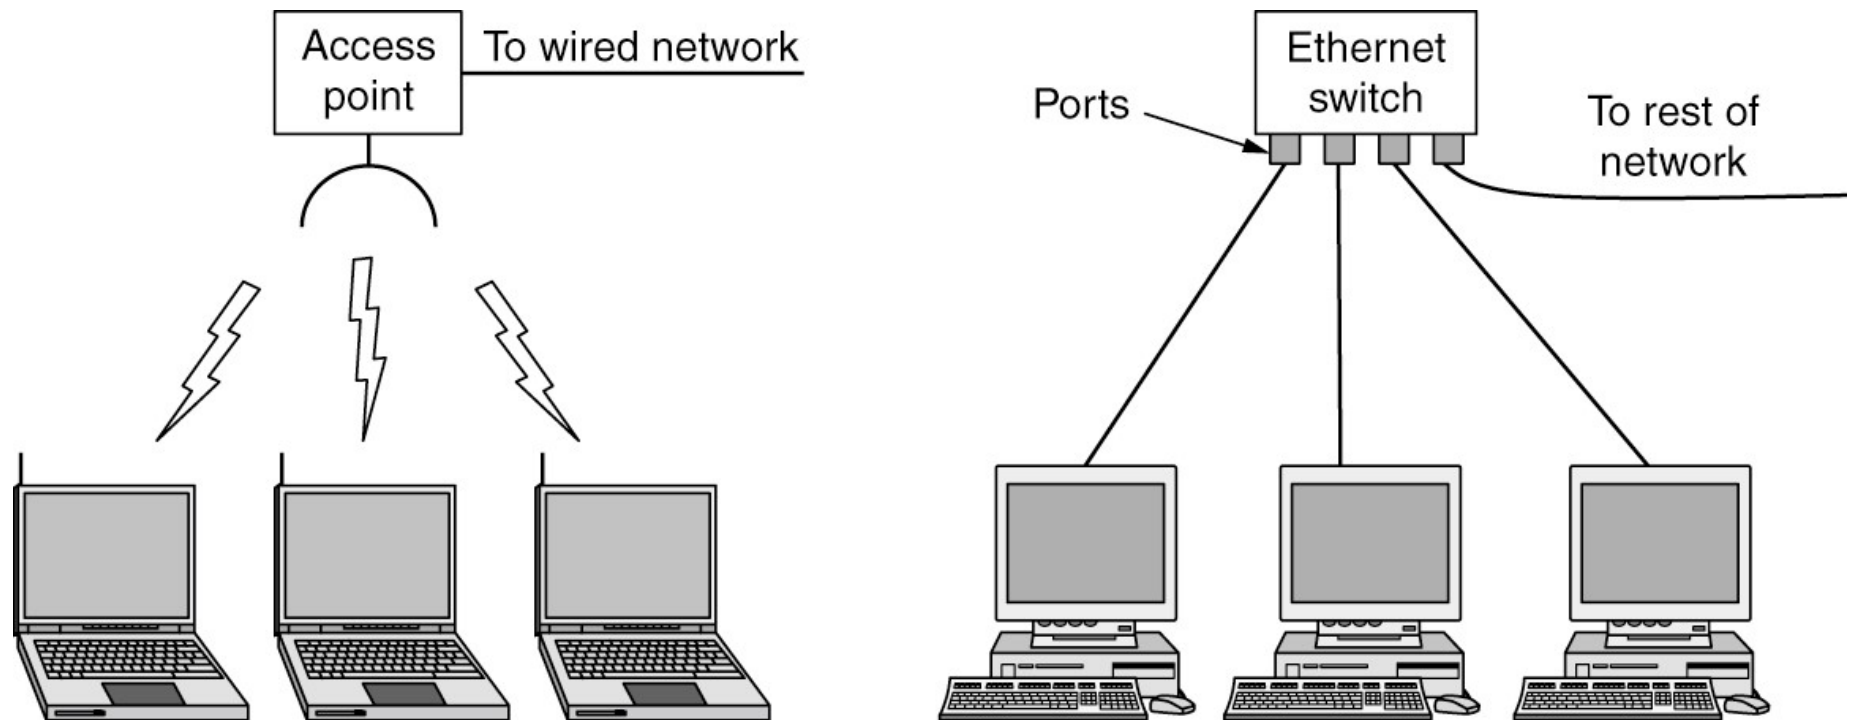 Access
point
To wired network
Ethernet
switch
Ports
To rest of
network